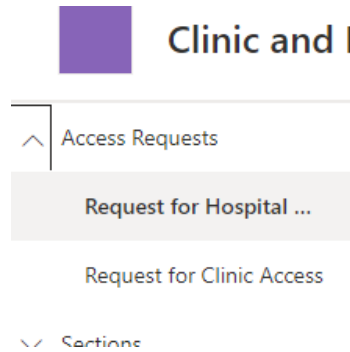 Clinic and
Access Requests
Request for Hospital ...
Request for Clinic Access
Sections